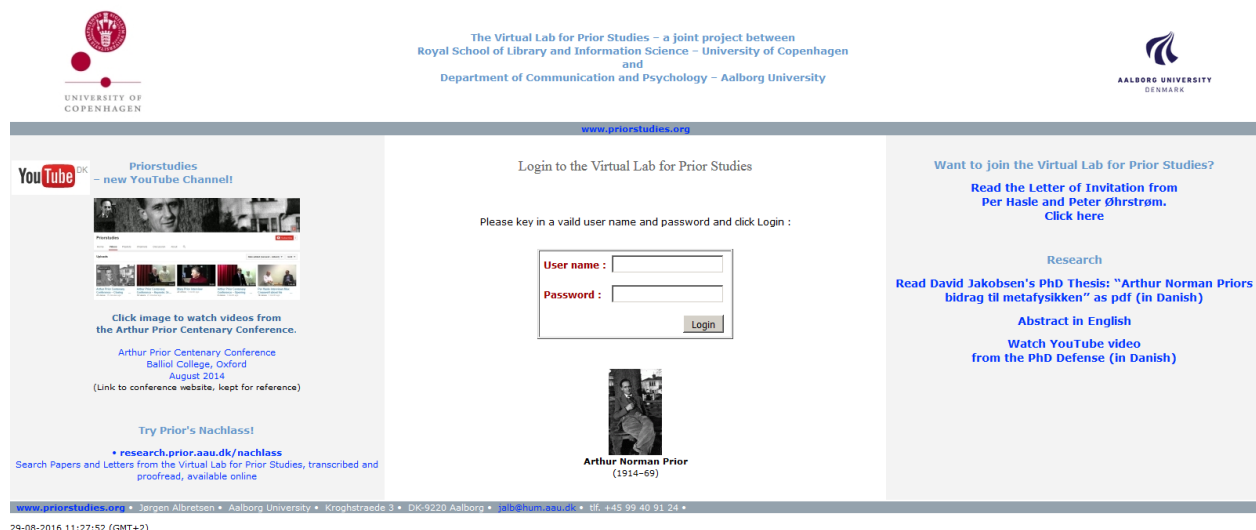 UNIVERSITY OF
COPENHAGEN
The Virtual Lab for Prior Studies – a joint project between
Royal School of Library and Information Science – University of Copenhagen
and
Department of Communication and Psychology – Aalborg University
AALBORG UNIVERSITY
DENMARK
www.priorstudies.org
YouTube DK
Priorstudies
– new YouTube Channel!
Priorstudies
Click image to watch videos from
the Arthur Prior Centenary Conference.
Arthur Prior Centenary Conference
Balliol College, Oxford
August 2014
(Link to conference website, kept for reference)
Try Prior's Nachlass!
• research.prior.aau.dk/nachlass
Search Papers and Letters from the Virtual Lab for Prior Studies, transcribed and
proofread, available online
Login to the Virtual Lab for Prior Studies
Please key in a vaild user name and password and click Login :
User name :
Password :
Login
Arthur Norman Prior
(1914–69)
Want to join the Virtual Lab for Prior Studies?
Read the Letter of Invitation from
Per Hasle and Peter Øhrstrøm.
Click here
Research
Read David Jakobsen's PhD Thesis: “Arthur Norman Priors
bidrag til metafysikken” as pdf (in Danish)
Abstract in English
Watch YouTube video
from the PhD Defense (in Danish)
www.priorstudies.org • Jørgen Albretsen • Aalborg University • Kroghstraede 3 • DK-9220 Aalborg • jalb@hum.aau.dk • tlf. +45 99 40 91 24 •
29-08-2016 11:27:52 (GMT+2)